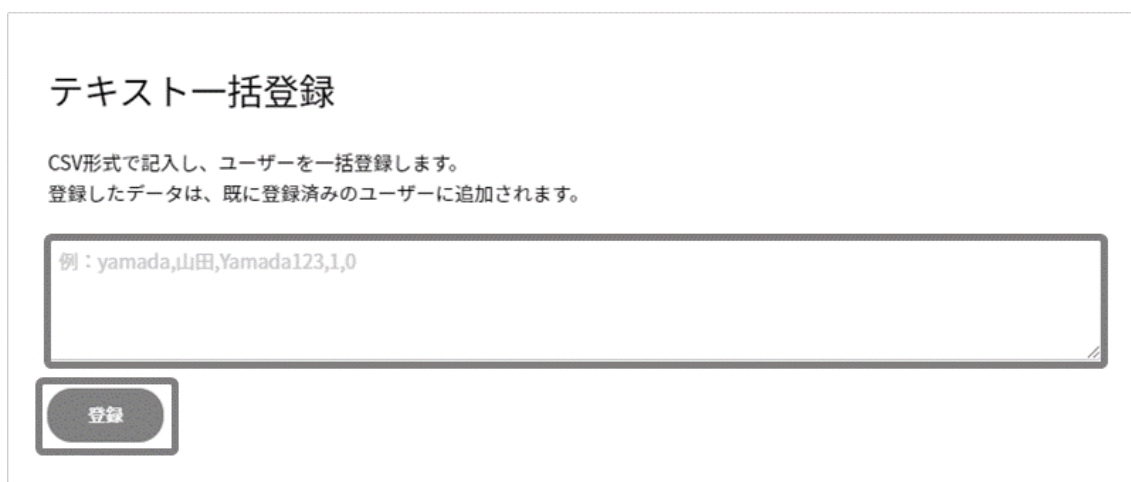 テキスト一括登録
CSV形式で記入し、ユーザーを一括登録します。
登録したデータは、既に登録済みのユーザーに追加されます。
例：yamada,山田,Yamada123,1,0
登録